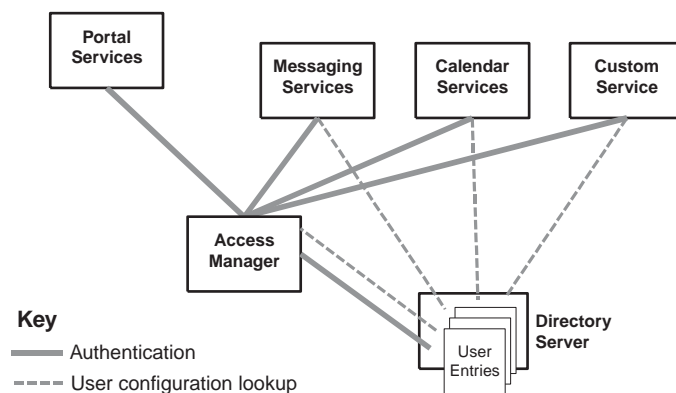 Portal
Services
Messaging
Services
Calendar
Services
Custom
Service
Access
Manager
Directory
Server
User
Entries
Key
Authentication
User configuration lookup